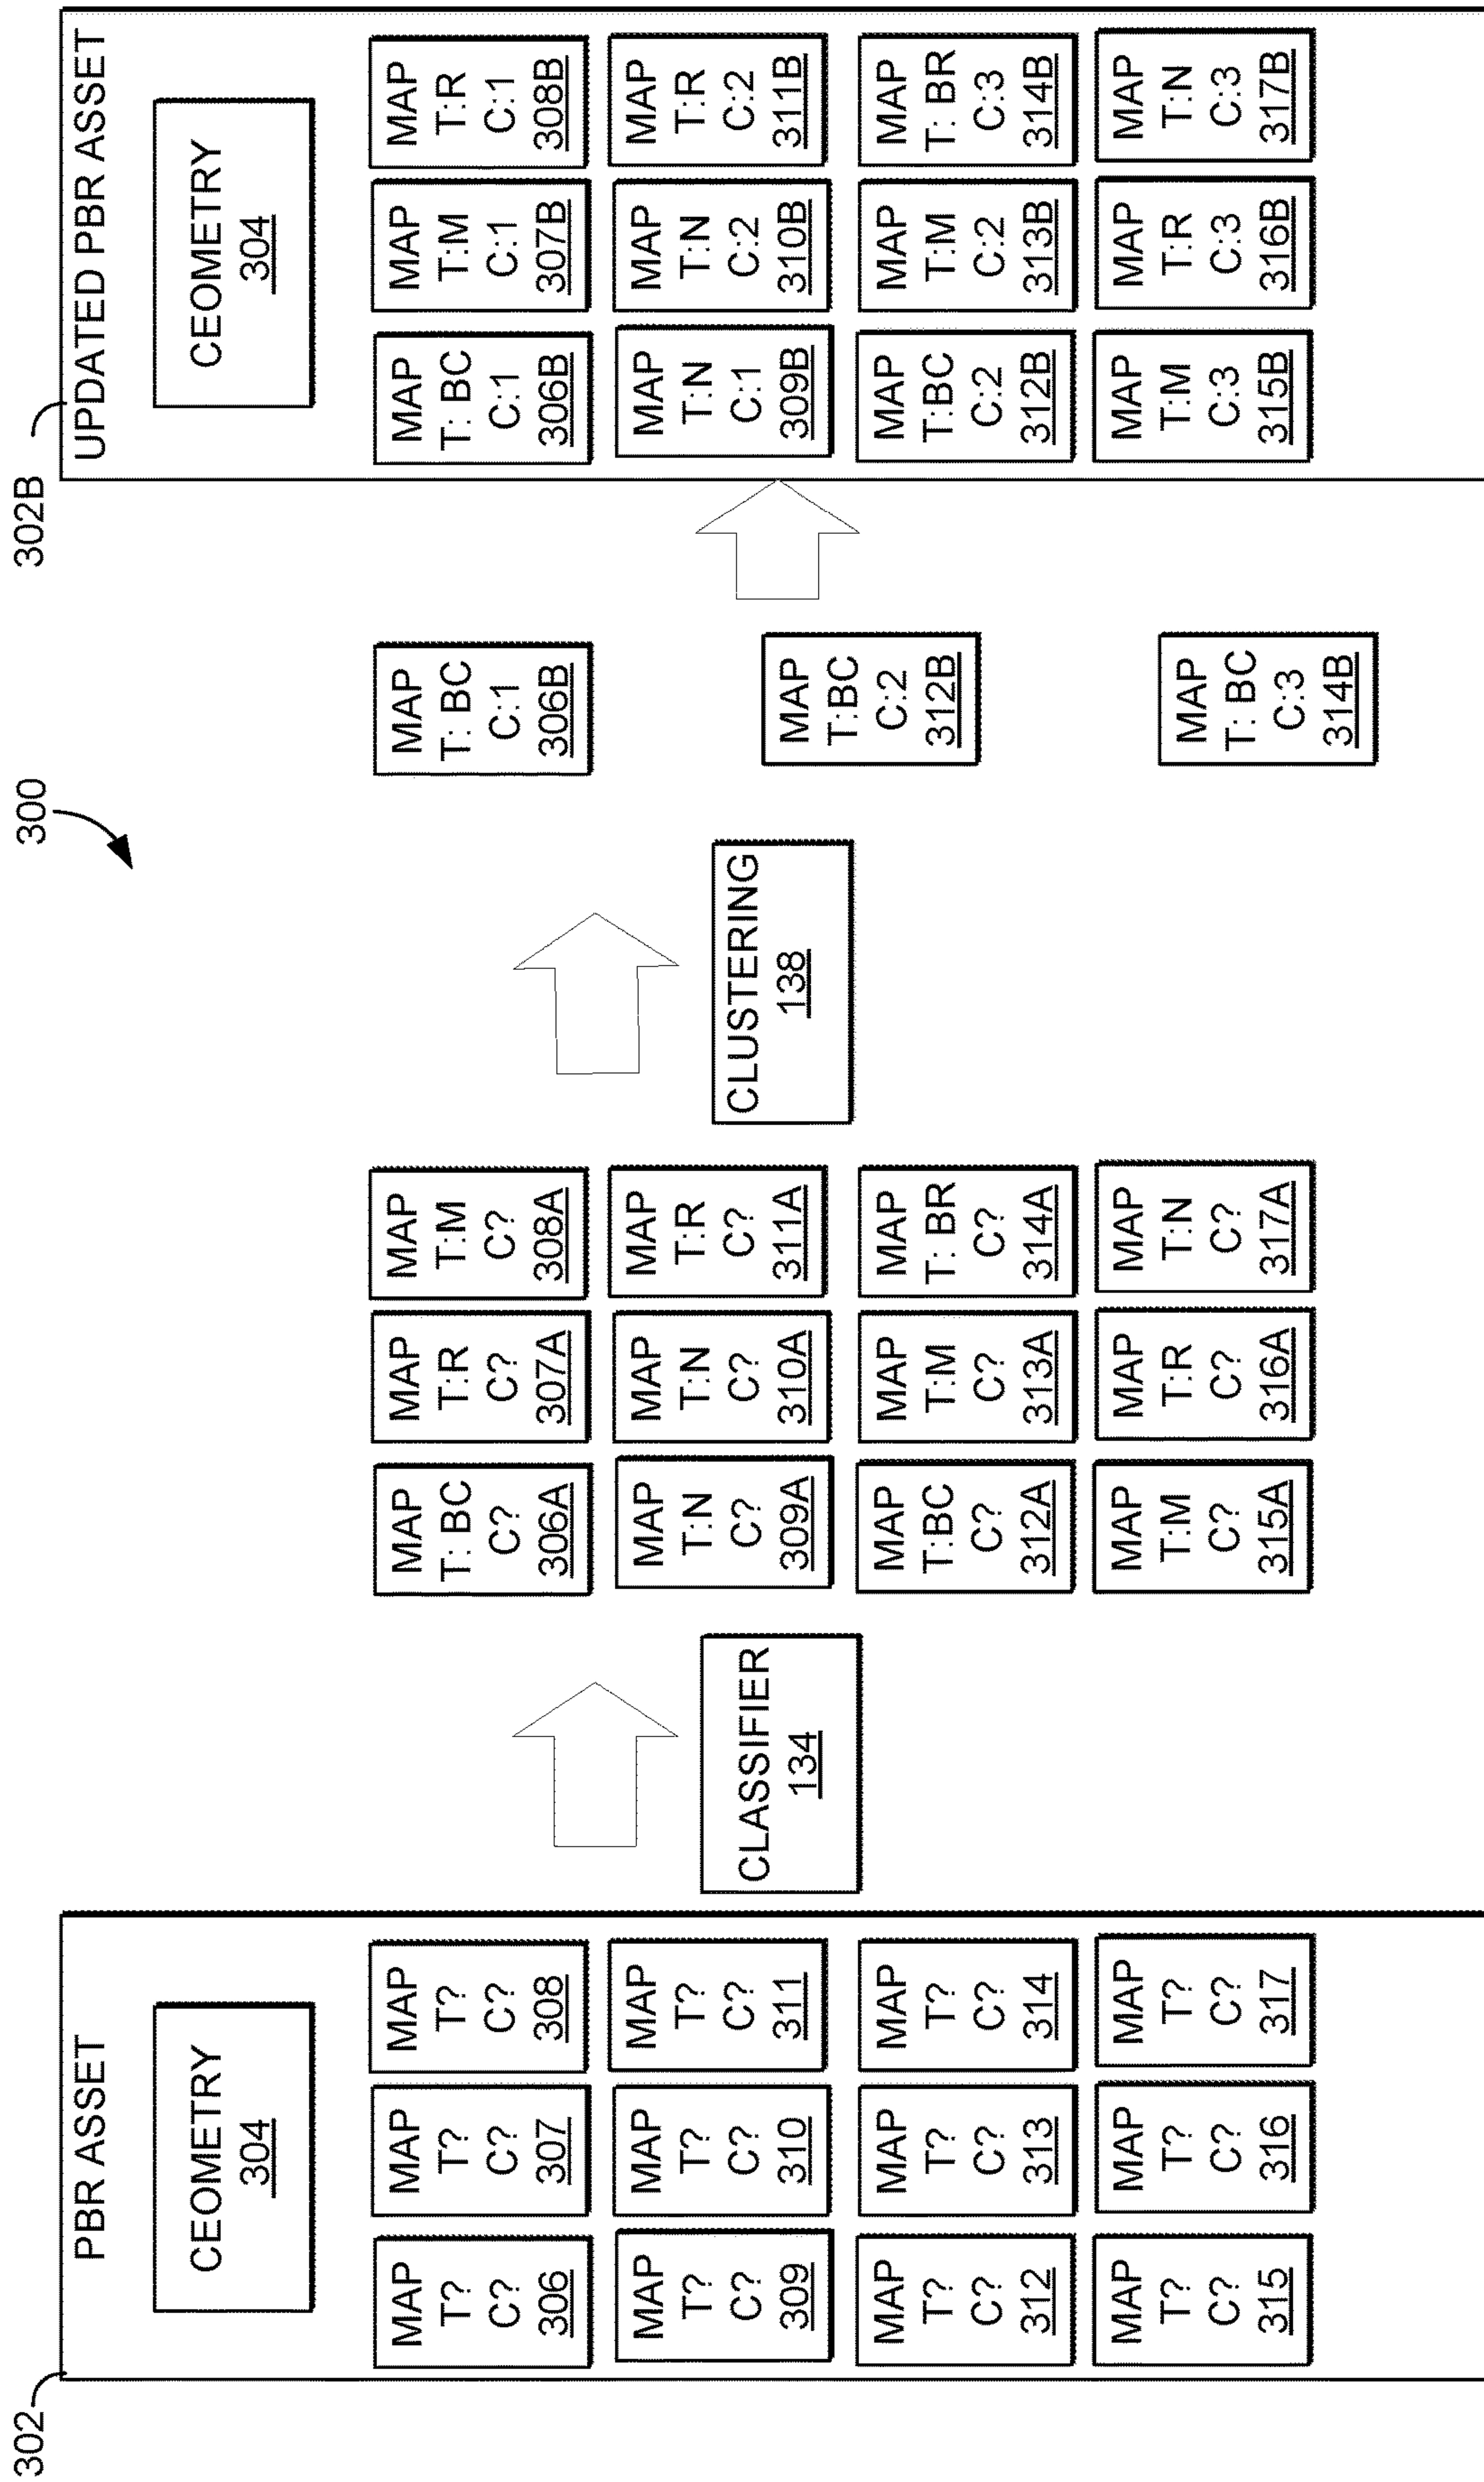 300
302
PBR ASSET
CEOMETRY
304
MAP
T?
C?
306
MAP
T?
C?
307
MAP
T?
C?
308
MAP
T?
C?
309
MAP
T?
C?
310
MAP
T?
C?
311
MAP
T?
C?
312
MAP
T?
C?
313
MAP
T?
C?
314
MAP
T?
C?
315
MAP
T?
C?
316
MAP
T?
C?
317
CLASSIFIER
134
MAP
T: BC
C?
306A
MAP
T:R
C?
307A
MAP
T:M
C?
308A
MAP
T:N
C?
309A
MAP
T:N
C?
310A
MAP
T:R
C?
311A
MAP
T:BC
C?
312A
MAP
T:M
C?
313A
MAP
T: BR
C?
314A
MAP
T:M
C?
315A
MAP
T:R
C?
316A
MAP
T:N
C?
317A
CLUSTERING
138
MAP
T: BC
C:1
306B
MAP
T:BC
C:2
312B
MAP
T: BC
C:3
314B
302B
UPDATED PBR ASSET
CEOMETRY
304
MAP
T: BC
C:1
306B
MAP
T:M
C:1
307B
MAP
T:R
C:1
308B
MAP
T:N
C:1
309B
MAP
T:N
C:2
310B
MAP
T:R
C:2
311B
MAP
T:BC
C:2
312B
MAP
T:M
C:2
313B
MAP
T: BR
C:3
314B
MAP
T:M
C:3
315B
MAP
T:R
C:3
316B
MAP
T:N
C:3
317B